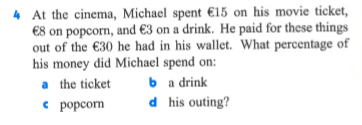 4 At the cinema, Michael spent €15 on his movie ticket,
€8 on popcorn, and €3 on a drink. He paid for these things
out of the €30 he had in his wallet. What percentage of
his money did Michael spend on:
a the ticket b a drink
c popcorn d his outing?